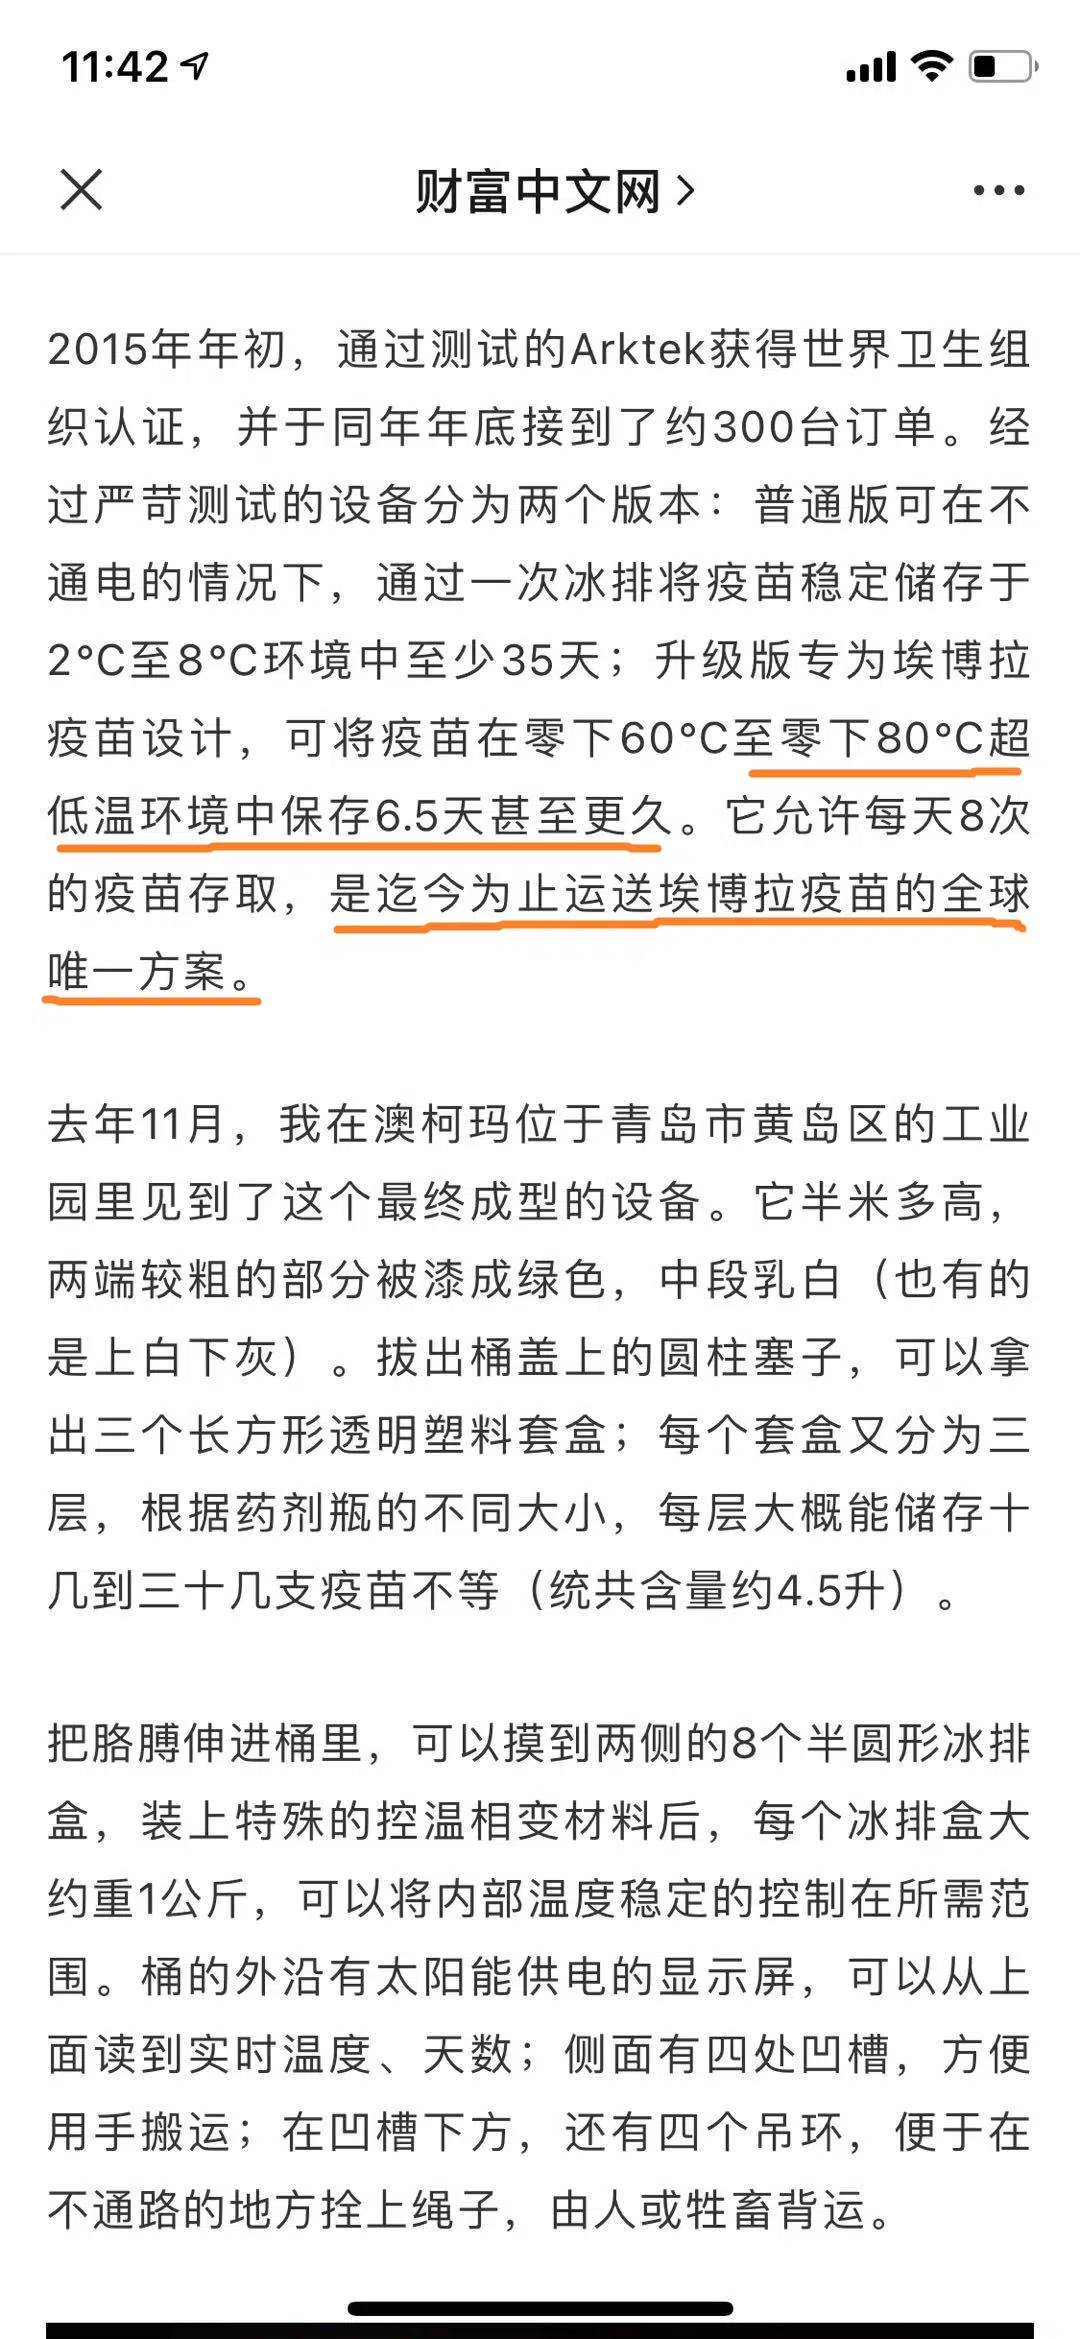 11:42
财富中文网
2015年年初，通过测试的Arktek获得世界卫生组
织认证，并于同年年底接到了约300台订单。经
过严苛测试的设备分为两个版本：普通版可在不
通电的情况下，通过一次冰排将疫苗稳定储存于
2°C至8°C环境中至少35天；升级版专为埃博拉
疫苗设计，可将疫苗在零下60°C至零下80°C超
低温环境中保存6.5天甚至更久。它允许每天8次
的疫苗存取，是迄今为止运送埃博拉疫苗的全球
唯一方案。
去年11月，我在澳柯玛位于青岛市黄岛区的工业
园里见到了这个最终成型的设备。它半米多高，
两端较粗的部分被漆成绿色，中段乳白（也有的
是上白下灰）。拔出桶盖上的圆柱塞子，可以拿
出三个长方形透明塑料套盒；每个套盒又分为三
层，根据药剂瓶的不同大小，每层大概能储存十
几到三十几支疫苗不等（统共含量约4.5升）。
把胳膊伸进桶里，可以摸到两侧的8个半圆形冰排
盒，装上特殊的控温相变材料后，每个冰排盒大
约重1公斤，可以将内部温度稳定的控制在所需范
围。桶的外沿有太阳能供电的显示屏，可以从上
面读到实时温度、天数；侧面有四处凹槽，方便
用手搬运；在凹槽下方，还有四个吊环，便于在
不通路的地方拴上绳子，由人或牲畜背运。